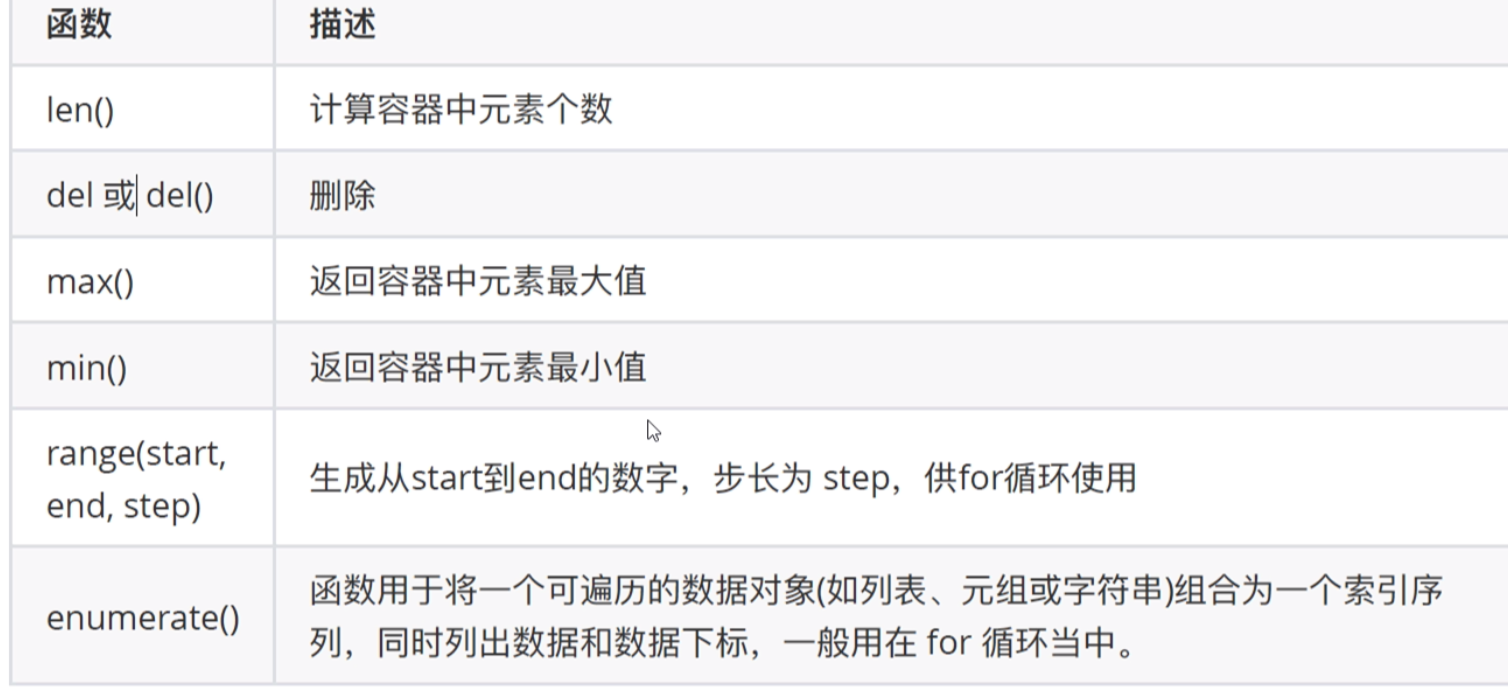 函数 描述
len() 计算容器中元素个数
del 或 del() 删除
max() 返回容器中元素最大值
min() 返回容器中元素最小值
range(start,
end, step)
生成从start到end的数字，步长为 step，供for循环使用
enumerate()
函数用于将一个可遍历的数据对象(如列表、元组或字符串)组合为一个索引序
列，同时列出数据和数据下标，一般用在 for 循环当中。